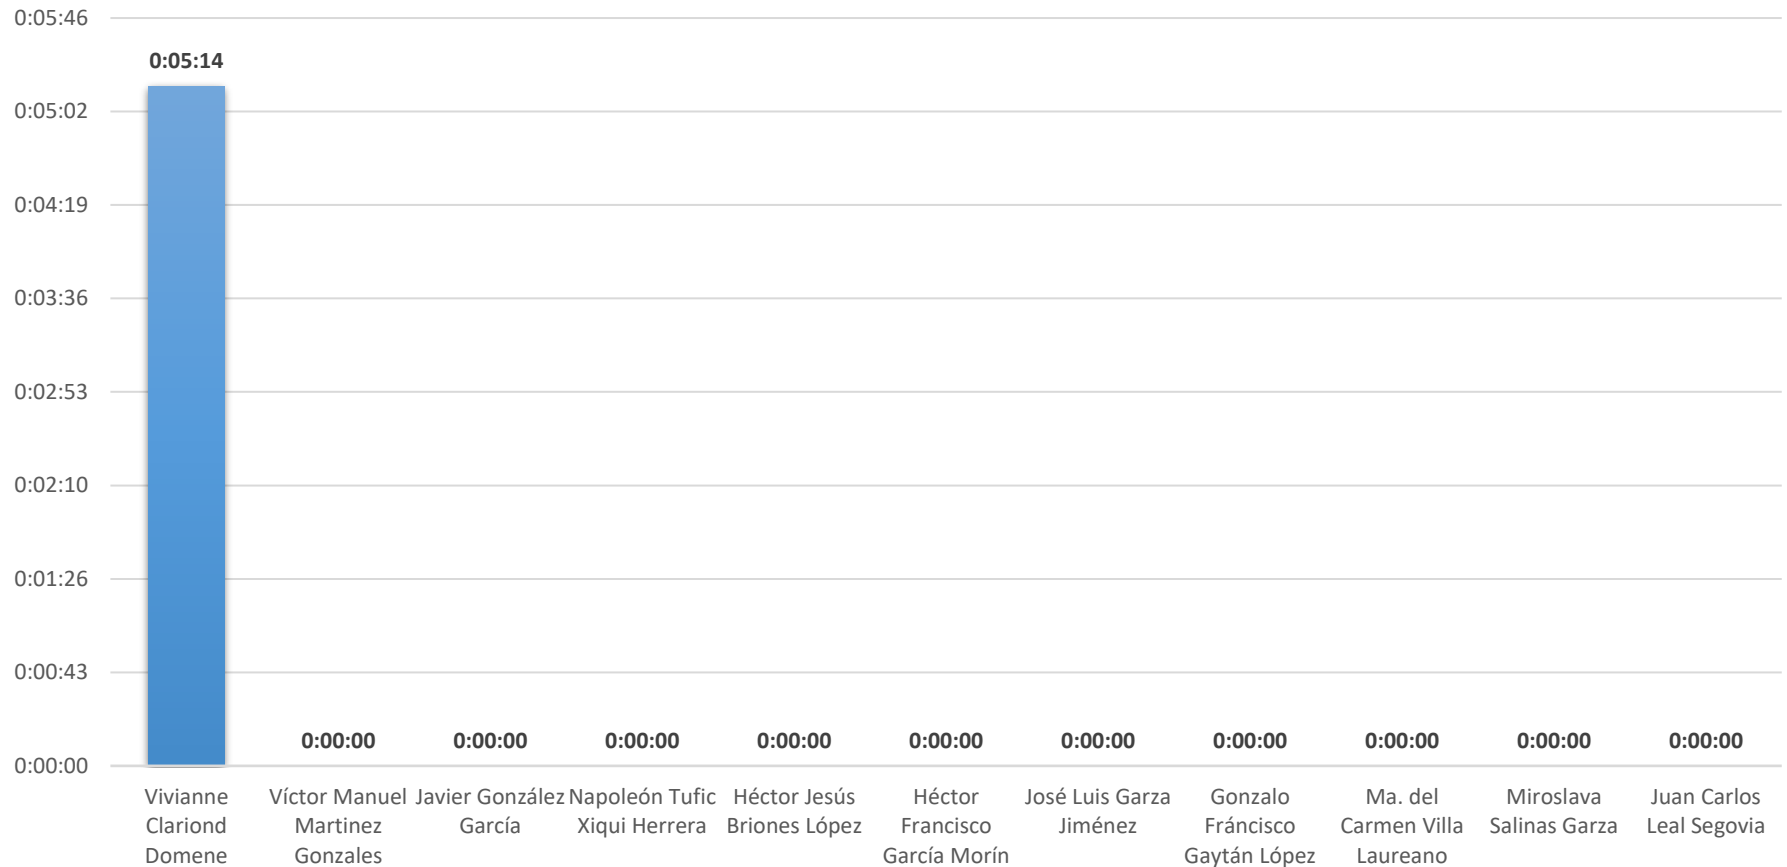 0:05:46
0:05:14
0:05:02
0:04:19
0:03:36
0:02:53
0:02:10
0:01:26
0:00:43
0:00:00 0:00:00 0:00:00 0:00:00 0:00:00 0:00:00 0:00:00 0:00:00 0:00:00 0:00:00
0:00:00
Vivianne
Clariond
Domene
Víctor Manuel
Martinez
Gonzales
Javier González
García
Napoleón Tufic
Xiqui Herrera
Héctor Jesús
Briones López
Héctor
Francisco
García Morín
José Luis Garza
Jiménez
Gonzalo
Fráncisco
Gaytán López
Ma. del
Carmen Villa
Laureano
Miroslava
Salinas Garza
Juan Carlos
Leal Segovia